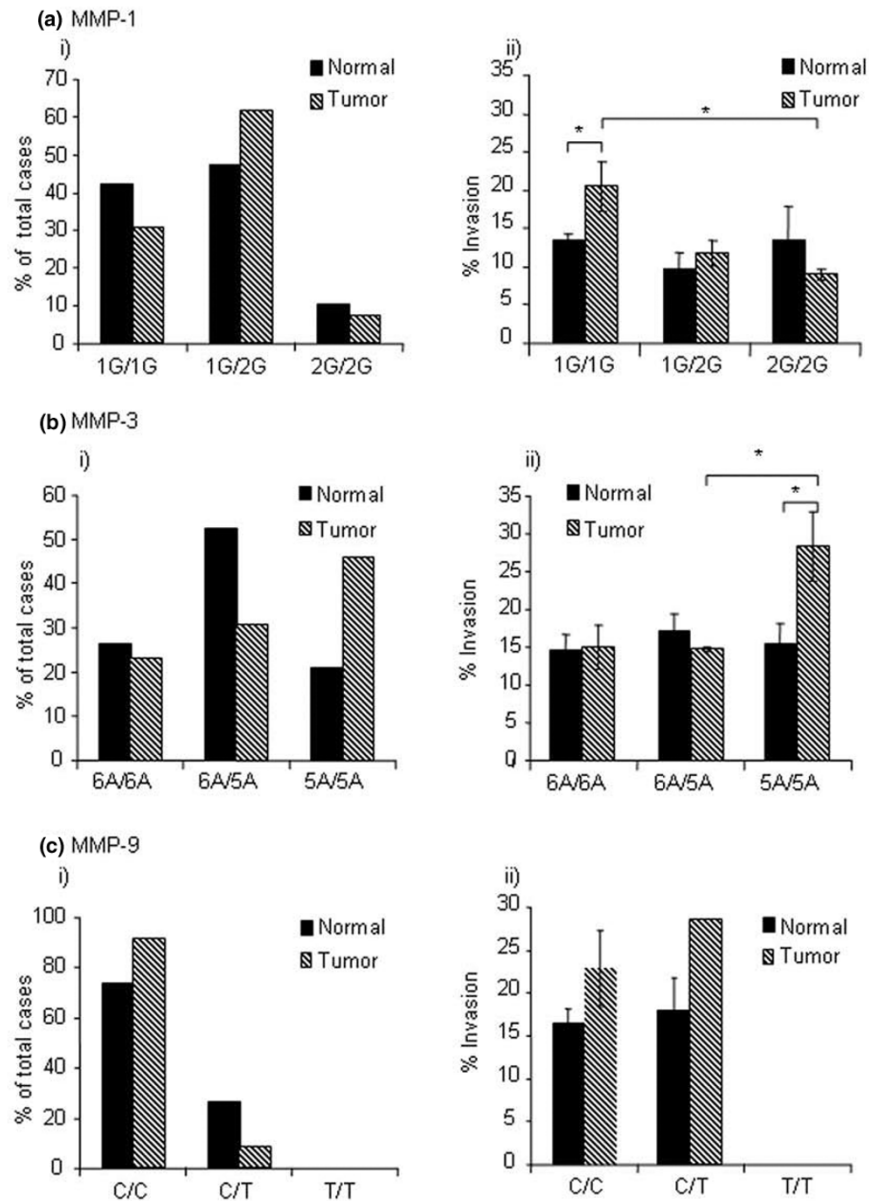 (a) MMP-1
i)
Normal
Tumor
% of total cases
70
60
50
40
30
20
10
0
1G/1G 1G/2G 2G/2G
ii)
Normal
Tumor
% Invasion
35
30
25
20
15
10
5
0
* *
1G/1G 1G/2G 2G/2G
(b) MMP-3
i)
Normal
Tumor
% of total cases
60
50
40
30
20
10
0
6A/6A 6A/5A 5A/5A
ii)
Normal
Tumor
% Invasion
35
30
25
20
15
10
5
0
*
*
6A/6A 6A/5A 5A/5A
(c) MMP-9
i)
Normal
Tumor
% of total cases
100
80
60
40
20
0
C/C C/T T/T
ii)
Normal
Tumor
% Invasion
30
25
20
15
10
5
0
C/C C/T T/T